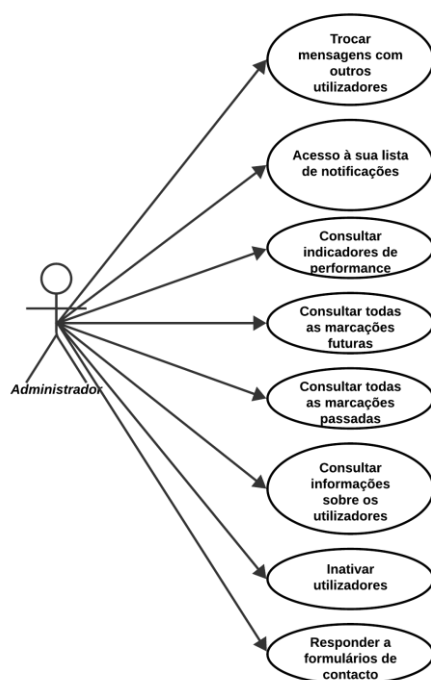 Trocar
mensagens com
outros
utilizadores
Acesso à sua lista
de notificações
Consultar
indicadores de
performance
Consultar todas
as marcações
futuras
Administrador
Consultar todas
as marcações
passadas
Consultar
informações
sobre os
utilizadores
Inativar
utilizadores
Responder a
formulários de
contacto